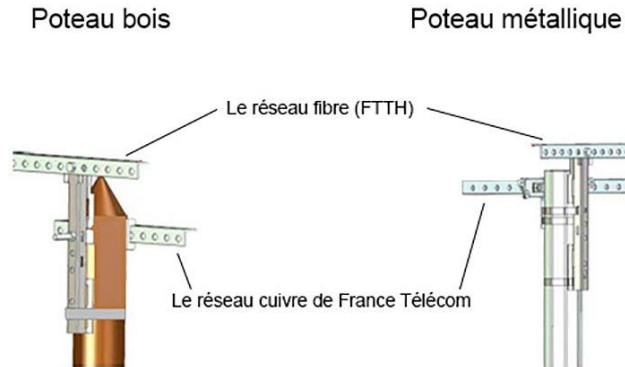 Poteau bois
Poteau métallique
Le réseau fibre (FTTH)
Le réseau cuivre de France Télécom